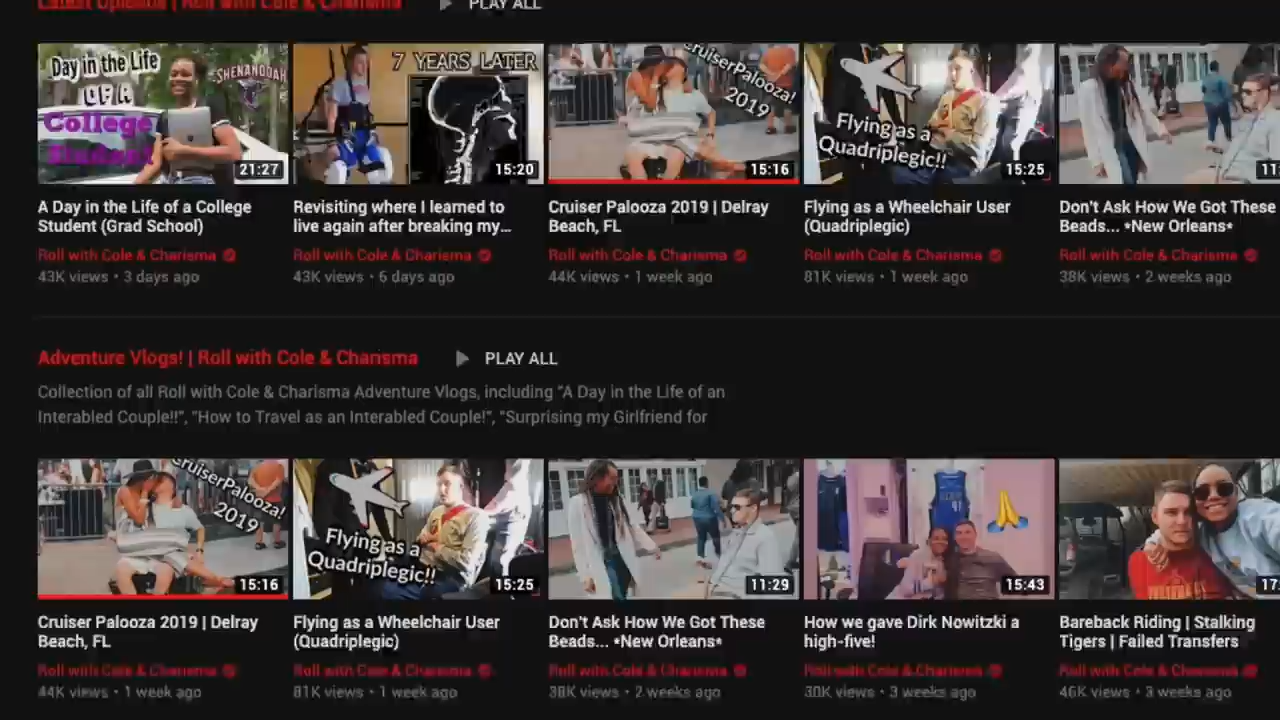 Latest Uploads | Roll with Cole & Charisma PLAY ALL
Day in the Life
OF A
College
Student
SHENANDOAH
21:27
7 YEARS LATER
15:20
CruiserPalooza!
2019
15:16
Flying as a
Quadriplegic!!
15:25
11
A Day in the Life of a College
Student (Grad School)
Roll with Cole & Charisma
43K views • 3 days ago
Revisiting where I learned to
live again after breaking my...
Roll with Cole & Charisma
43K views • 6 days ago
Cruiser Palooza 2019 | Delray
Beach, FL
Roll with Cole & Charisma
44K views • 1 week ago
Flying as a Wheelchair User
(Quadriplegic)
Roll with Cole & Charisma
81K views • 1 week ago
Don't Ask How We Got These
Beads... *New Orleans*
Roll with Cole & Charisma
38K views • 2 weeks ago
Adventure Vlogs! | Roll with Cole & Charisma PLAY ALL
Collection of all Roll with Cole & Charisma Adventure Vlogs, including "A Day in the Life of an
Interabled Couple!!", "How to Travel as an Interabled Couple!", "Surprising my Girlfriend for
CruiserPalooza!
2019
15:16
Flying as a
Quadriplegic!!
15:25
11:29
41
15:43
17
Cruiser Palooza 2019 | Delray
Beach, FL
Roll with Cole & Charisma
44K views • 1 week ago
Flying as a Wheelchair User
(Quadriplegic)
Roll with Cole & Charisma
81K views • 1 week ago
Don't Ask How We Got These
Beads... *New Orleans*
Roll with Cole & Charisma
38K views • 2 weeks ago
How we gave Dirk Nowitzki a
high-five!
Roll with Cole & Charisma
30K views • 3 weeks ago
Bareback Riding | Stalking
Tigers | Failed Transfers
Roll with Cole & Charisma
46K views • 3 weeks ago